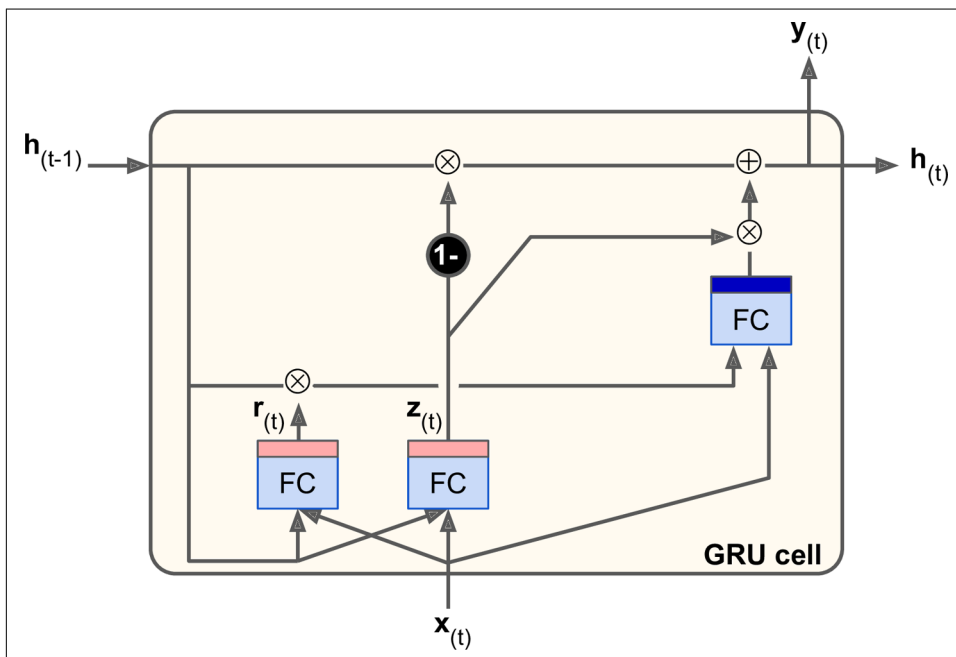 y(t)
h(t-1)
h(t)
1-
FC
r(t)
z(t)
FC
FC
GRU cell
x(t)